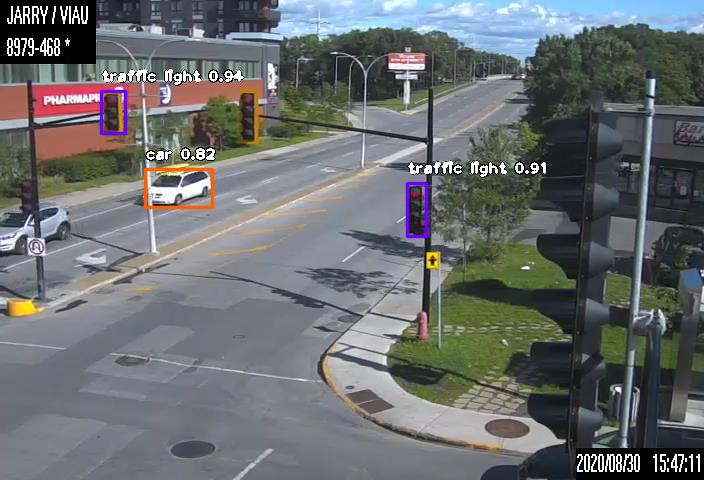 JARRY / VIAU
8979-468 *
traffic light 0.94
PHARMAP
car 0.82
traffic light 0.91
2020/08/30 15:47:11